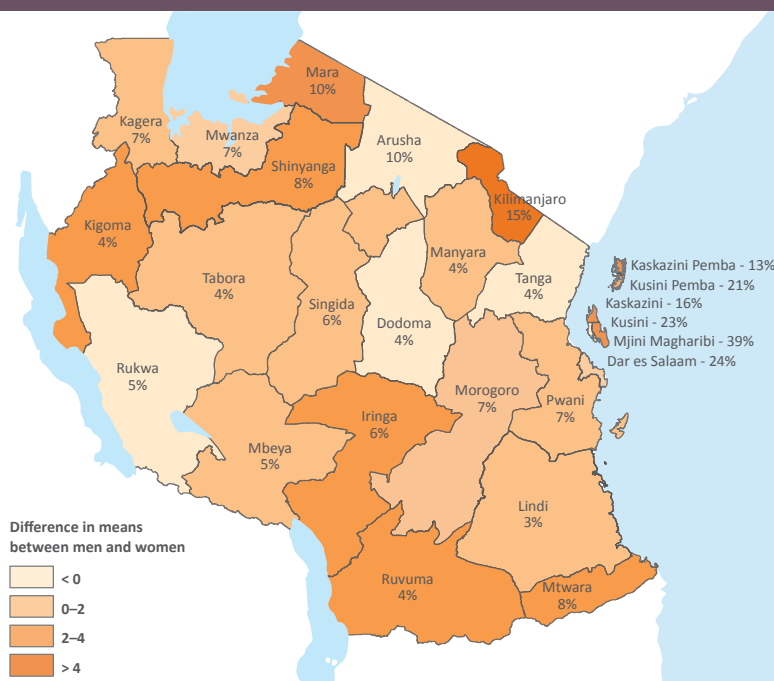 Mara
10%
Kagera
7%
Mwanza
7%
Arusha
10%
Shinyanga
8%
Kilimanjaro
15%
Kigoma
4%
Manyara
4%
Tabora
4%
Tanga
4%
Singida
6%
Dodoma
4%
Kaskazini Pemba - 13%
Kusini Pemba - 21%
Kaskazini - 16%
Kusini - 23%
Mjini Magharibi - 39%
Dar es Salaam - 24%
Rukwa
5%
Morogoro
7%
Pwani
7%
Iringa
6%
Mbeya
5%
Lindi
3%
Ruvuma
4%
Mtwara
8%
Difference in means
between men and women
< 0
0–2
2–4
> 4